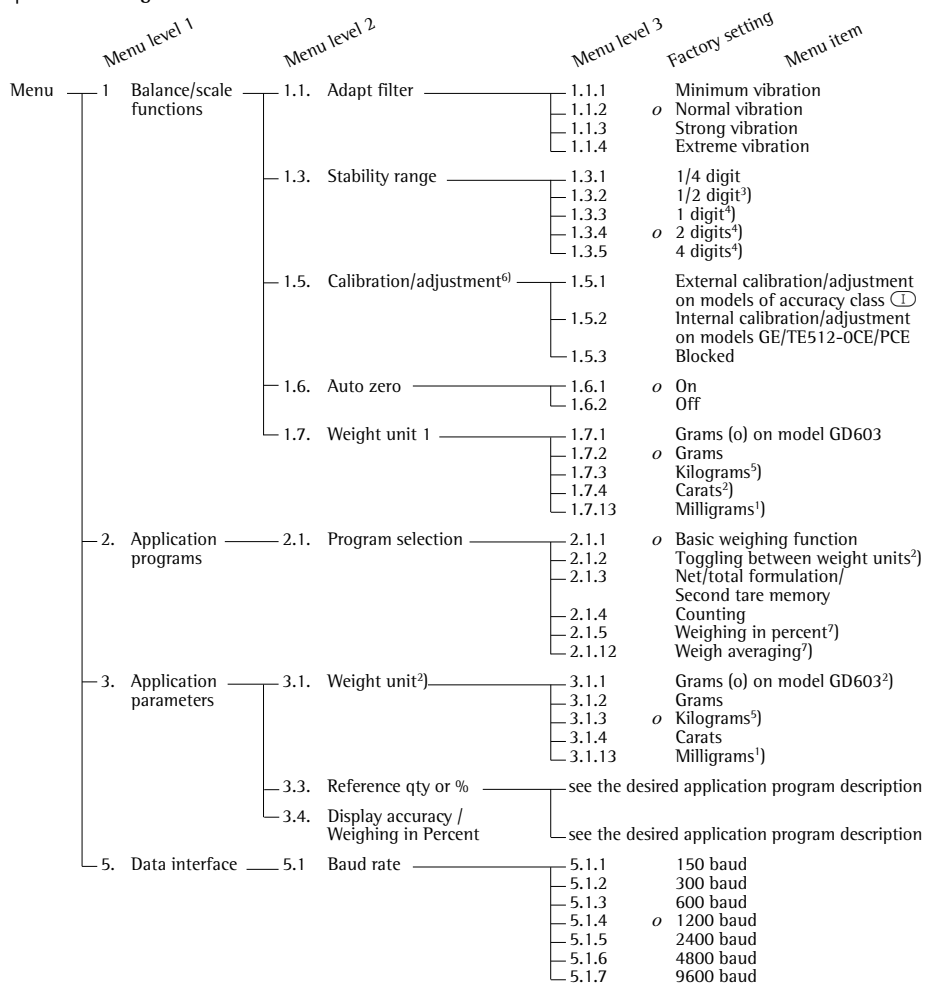 Menu level 1 Menu level 2 Menu level 3 Factory setting Menu item
Menu 1 Balance/scale functions 1.1. Adapt filter 1.1.1 Minimum vibration
1.1.2 o Normal vibration
1.1.3 Strong vibration
1.1.4 Extreme vibration
1.3. Stability range 1.3.1 1/4 digit
1.3.2 1/2 digit³)
1.3.3 1 digit⁴)
1.3.4 o 2 digits⁴)
1.3.5 4 digits⁴)
1.5. Calibration/adjustment⁶) 1.5.1 External calibration/adjustment
on models of accuracy class I
1.5.2 Internal calibration/adjustment
on models GE/TE512-0CE/PCE
1.5.3 Blocked
1.6. Auto zero 1.6.1 o On
1.6.2 Off
1.7. Weight unit 1 1.7.1 Grams (o) on model GD603
1.7.2 o Grams
1.7.3 Kilograms⁵)
1.7.4 Carats²)
1.7.13 Milligrams¹)
2. Application programs 2.1. Program selection 2.1.1 o Basic weighing function
2.1.2 Toggling between weight units²)
2.1.3 Net/total formulation/
Second tare memory
2.1.4 Counting
2.1.5 Weighing in percent⁷)
2.1.12 Weigh averaging⁷)
3. Application parameters 3.1. Weight unit²) 3.1.1 Grams (o) on model GD603²)
3.1.2 Grams
3.1.3 o Kilograms⁵)
3.1.4 Carats
3.1.13 Milligrams¹)
3.3. Reference qty or % see the desired application program description
3.4. Display accuracy /
Weighing in Percent see the desired application program description
5. Data interface 5.1 Baud rate 5.1.1 150 baud
5.1.2 300 baud
5.1.3 600 baud
5.1.4 o 1200 baud
5.1.5 2400 baud
5.1.6 4800 baud
5.1.7 9600 baud